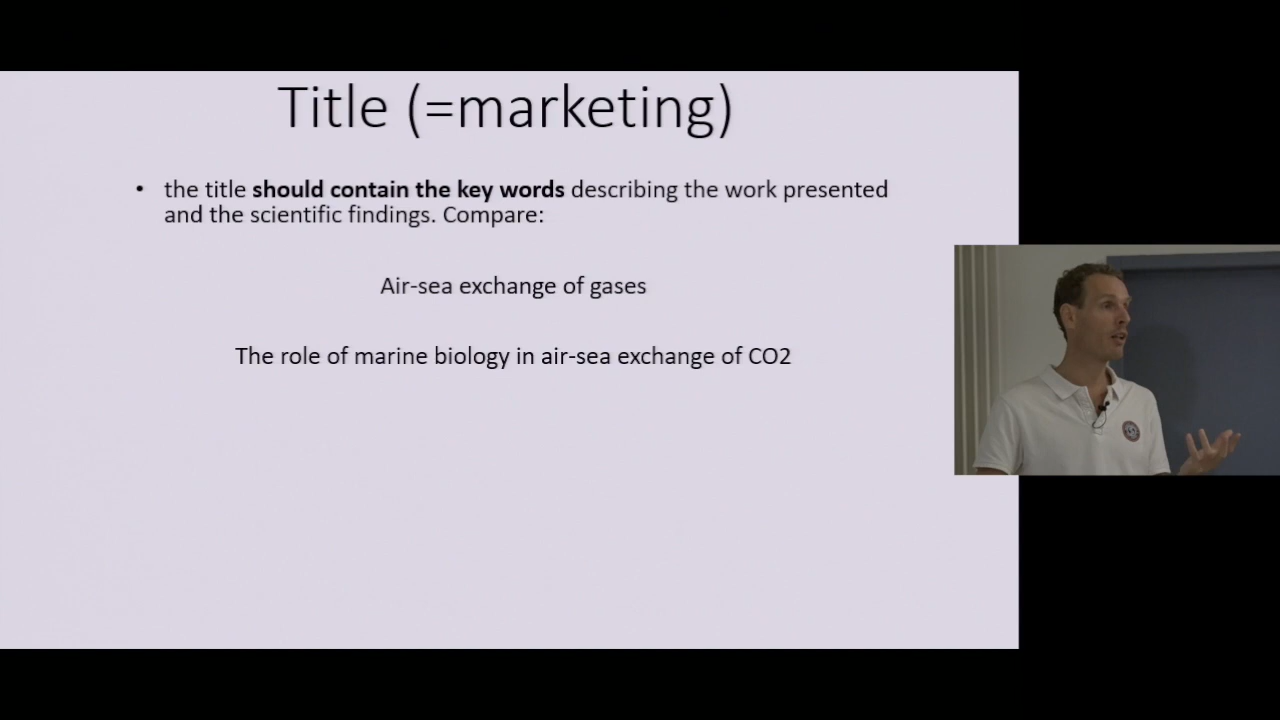 Title (=marketing)
• the title should contain the key words describing the work presented
and the scientific findings. Compare:
Air-sea exchange of gases
The role of marine biology in air-sea exchange of CO2